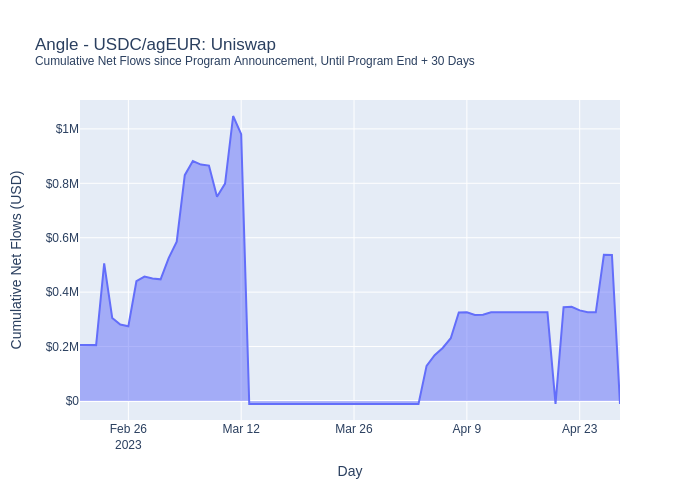 Angle - USDC/agEUR: Uniswap
Cumulative Net Flows since Program Announcement, Until Program End + 30 Days
Cumulative Net Flows (USD)
$1M
$0.8M
$0.6M
$0.4M
$0.2M
$0
Feb 26
2023
Mar 12
Mar 26
Apr 9
Apr 23
Day